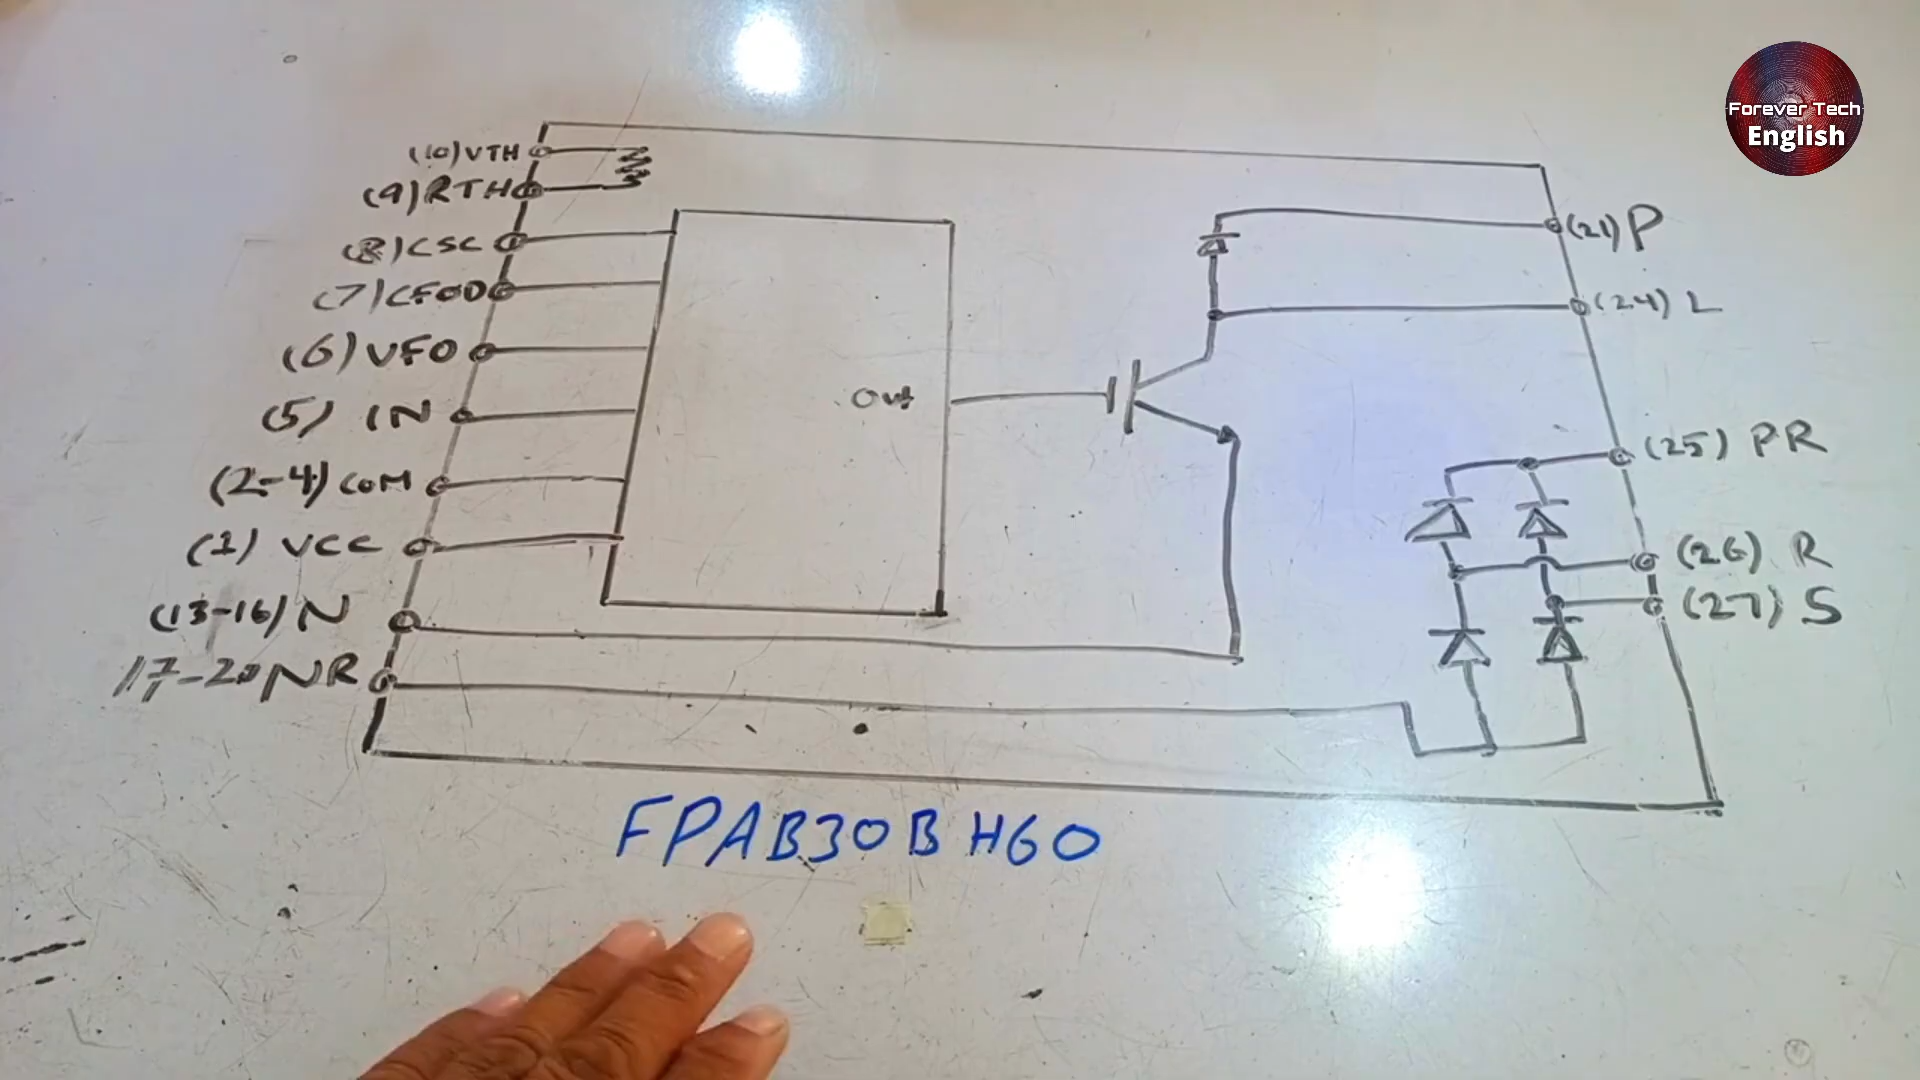 Forever Tech
English
(10) VTH
(9) RTH
(8) CSC
(7) CFOD
(6) VFO
(5) IN
(2-4) COM
(1) VCC
(13-16) N
17-20 NR
Out
(21) P
(24) L
(25) PR
(26) R
(27) S
FPAB30BH60